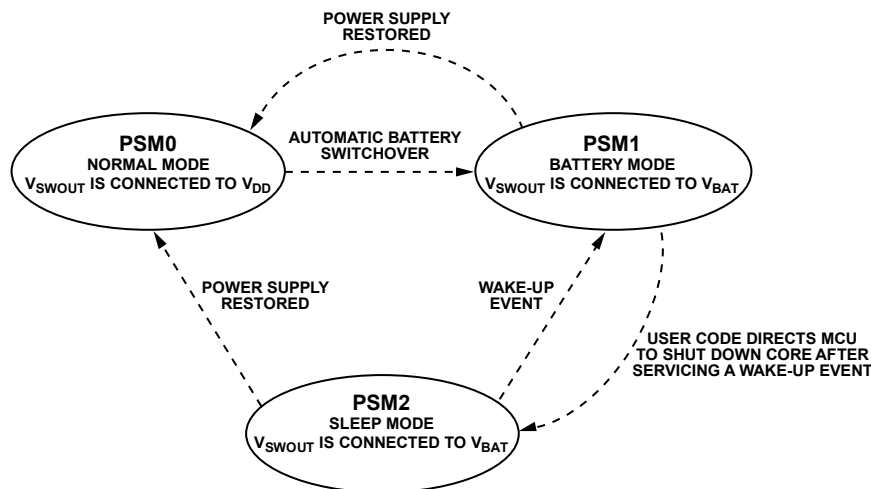 POWER SUPPLY
RESTORED
PSM0
NORMAL MODE
VSWOUT IS CONNECTED TO VDD
AUTOMATIC BATTERY
SWITCHOVER
PSM1
BATTERY MODE
VSWOUT IS CONNECTED TO VBAT
POWER SUPPLY
RESTORED
WAKE-UP
EVENT
USER CODE DIRECTS MCU
TO SHUT DOWN CORE AFTER
SERVICING A WAKE-UP EVENT
PSM2
SLEEP MODE
VSWOUT IS CONNECTED TO VBAT